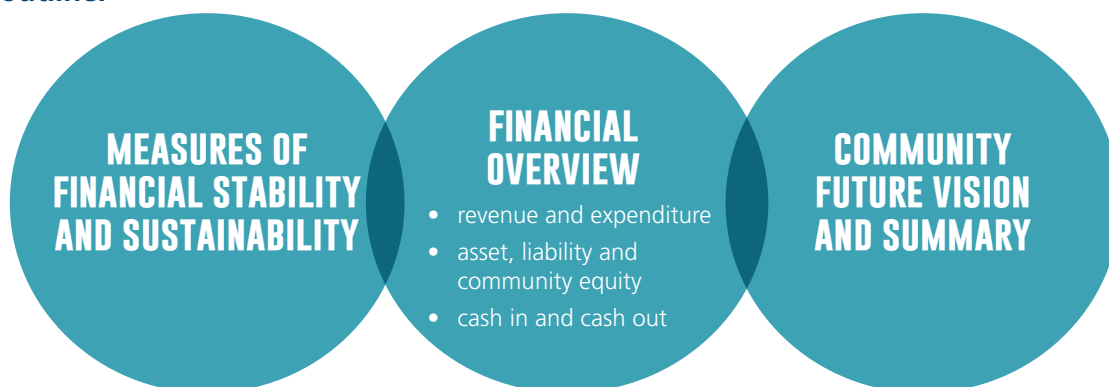 MEASURES OF
FINANCIAL STABILITY
AND SUSTAINABILITY
FINANCIAL
OVERVIEW
• revenue and expenditure
• asset, liability and
community equity
• cash in and cash out
COMMUNITY
FUTURE VISION
AND SUMMARY